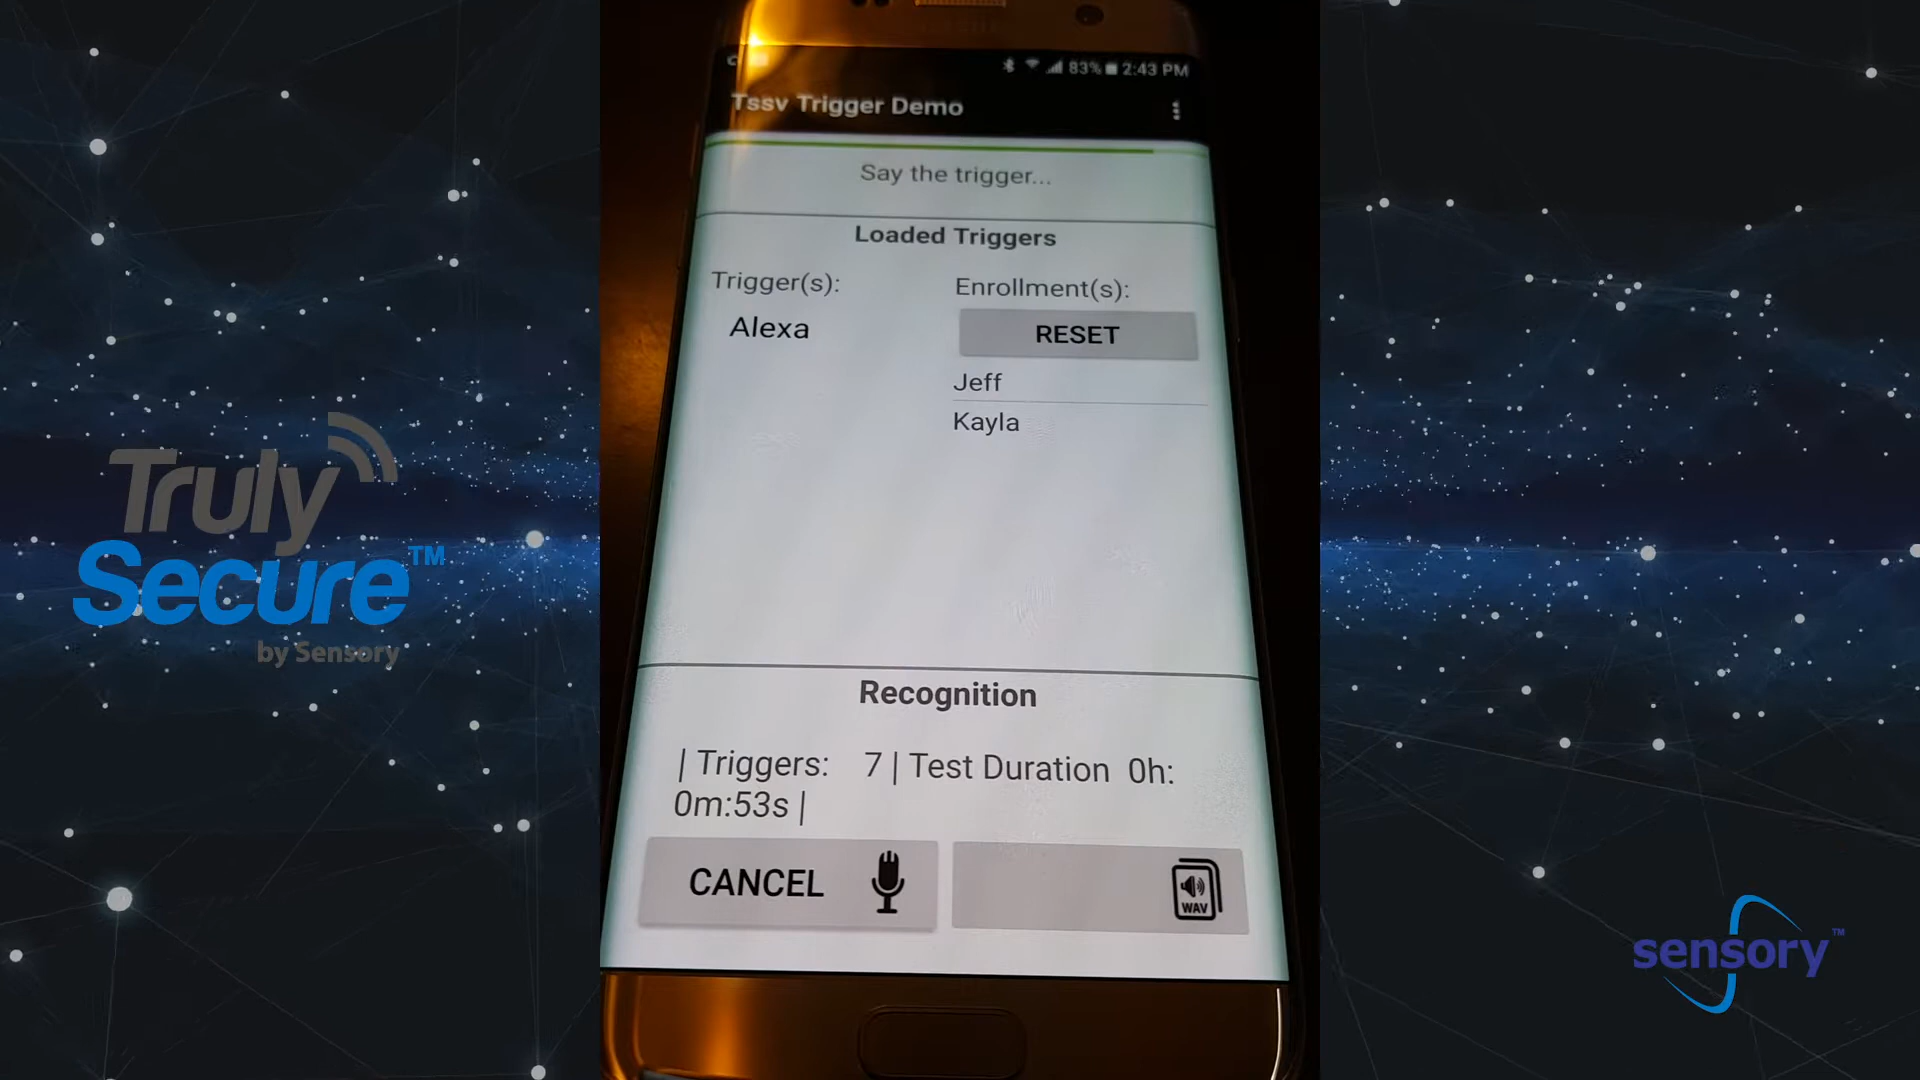 83% 2:43 PM
Tssv Trigger Demo
Say the trigger...
Loaded Triggers
Trigger(s):
Enrollment(s):
Alexa
RESET
Jeff
Kayla
Recognition
| Triggers: 7 | Test Duration 0h:
0m:53s |
CANCEL
WAV
Truly
Secure™
by Sensory
sensory™